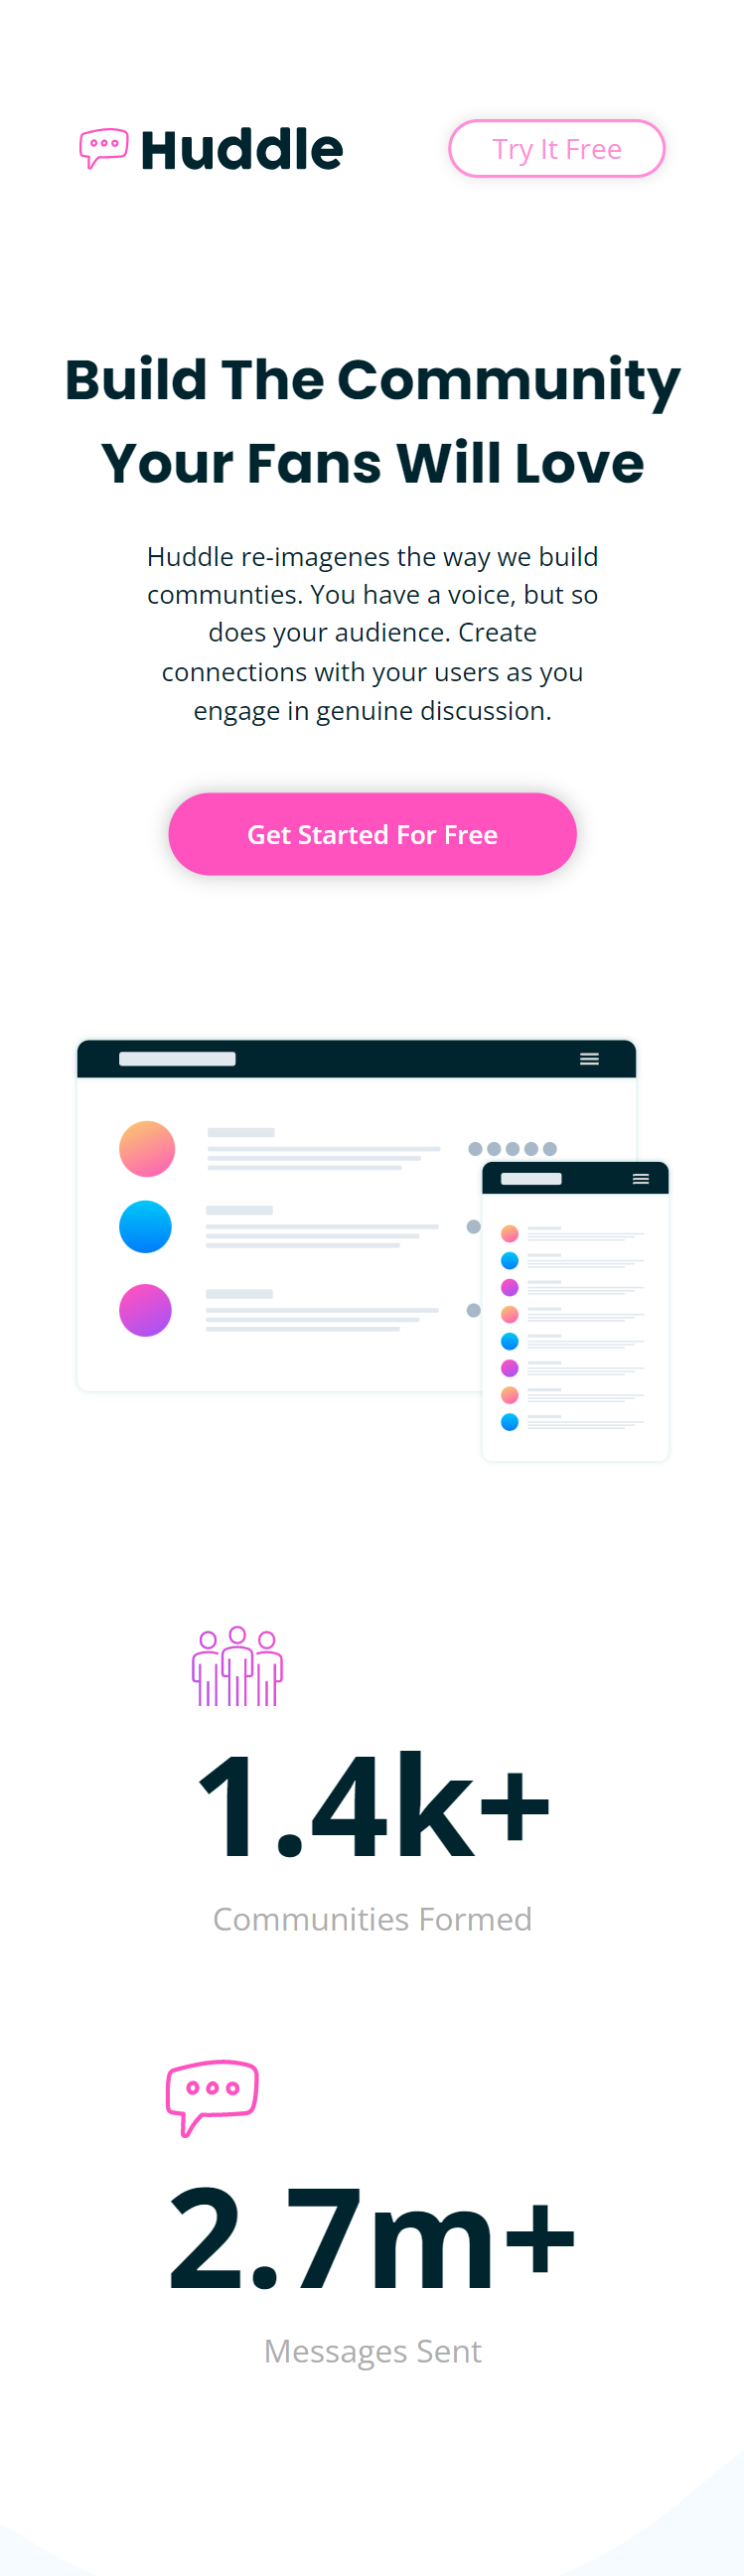 Huddle
Try It Free
Build The Community
Your Fans Will Love
Huddle re-imagenes the way we build
communties. You have a voice, but so
does your audience. Create
connections with your users as you
engage in genuine discussion.
Get Started For Free
1.4k+
Communities Formed
2.7m+
Messages Sent